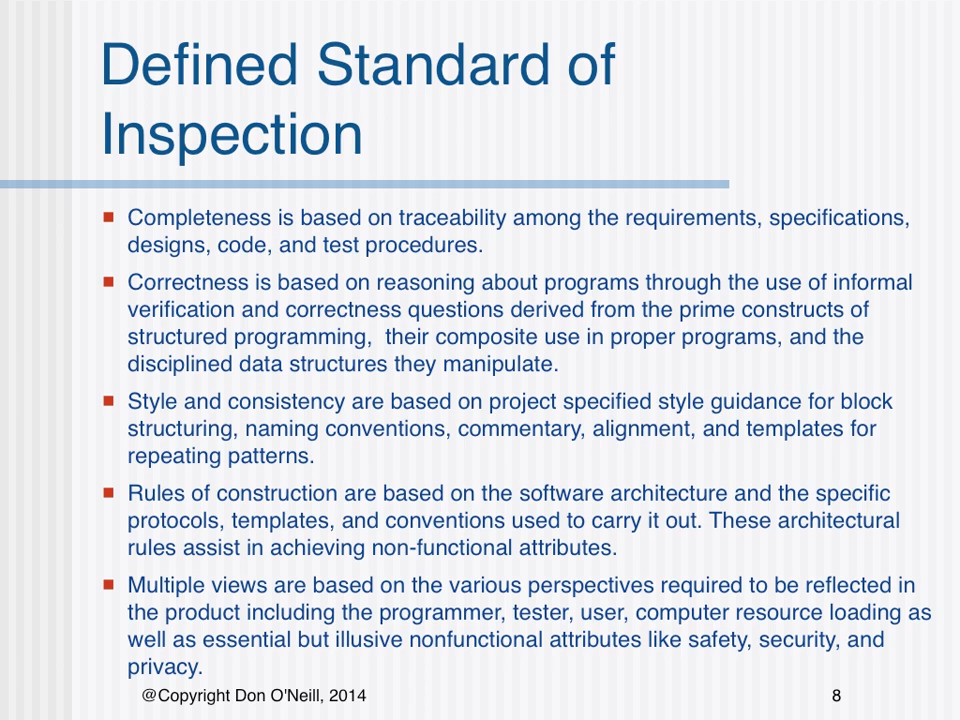 Defined Standard of
Inspection
Completeness is based on traceability among the requirements, specifications,
designs, code, and test procedures.
Correctness is based on reasoning about programs through the use of informal
verification and correctness questions derived from the prime constructs of
structured programming,  their composite use in proper programs, and the
disciplined data structures they manipulate.
Style and consistency are based on project specified style guidance for block
structuring, naming conventions, commentary, alignment, and templates for
repeating patterns.
Rules of construction are based on the software architecture and the specific
protocols, templates, and conventions used to carry it out. These architectural
rules assist in achieving non-functional attributes.
Multiple views are based on the various perspectives required to be reflected in
the product including the programmer, tester, user, computer resource loading as
well as essential but illusive nonfunctional attributes like safety, security, and
privacy.
@Copyright Don O'Neill, 2014 8